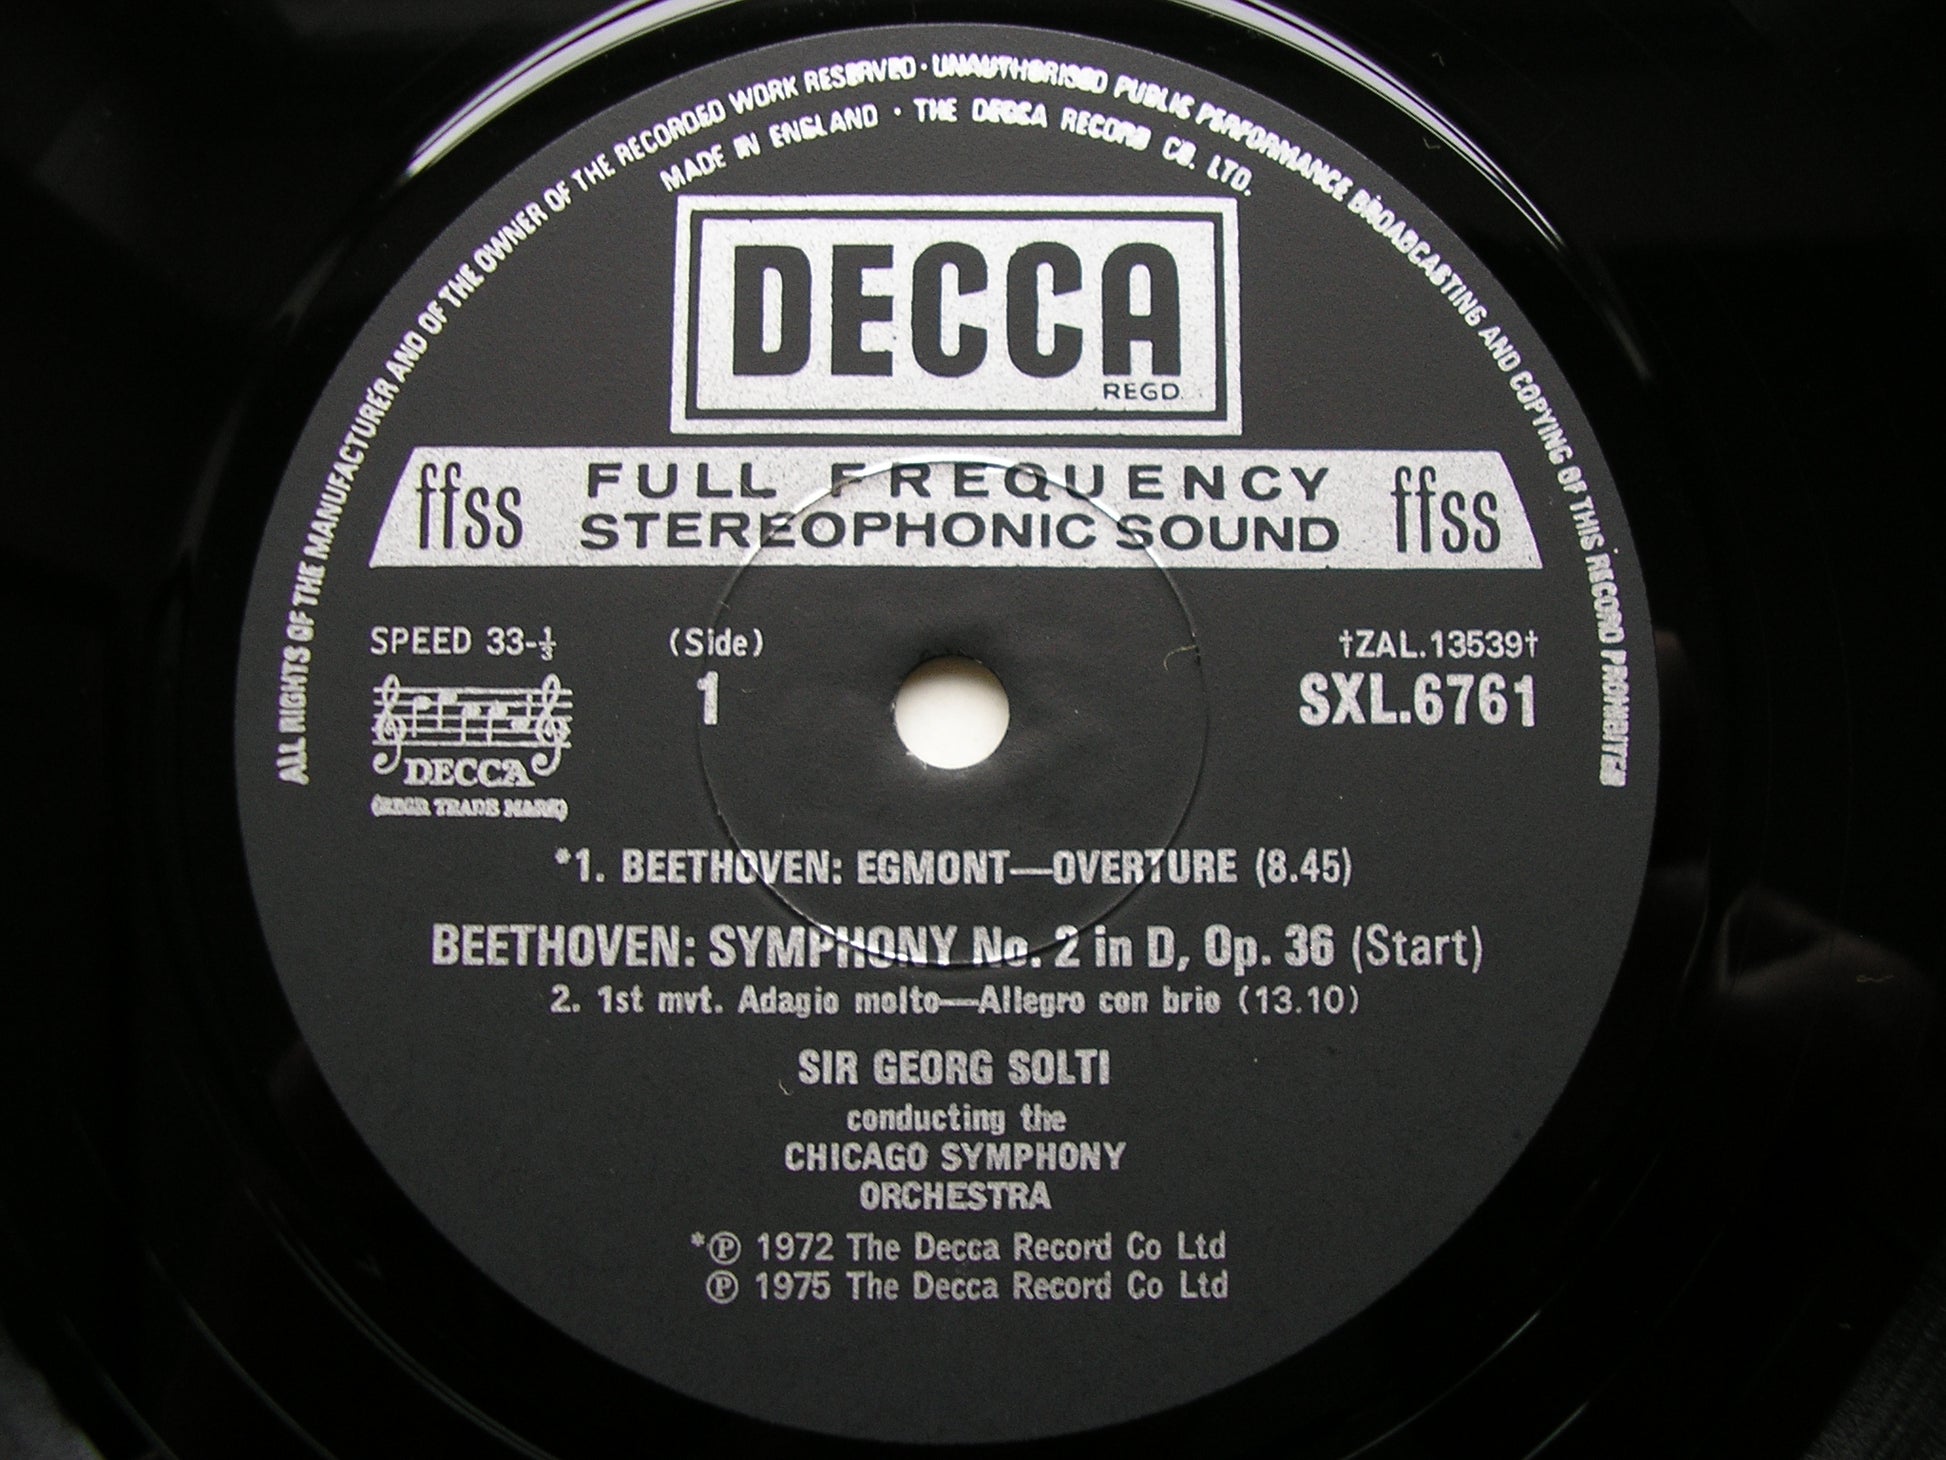 ALL RIGHTS OF THE MANUFACTURER AND OF THE OWNER OF THE RECORDED WORK RESERVED · UNAUTHORISED PUBLIC PERFORMANCE BROADCASTING AND COPYING OF THIS RECORD PROHIBITED
MADE IN ENGLAND · THE DECCA RECORD CO. LTD.
DECCA
REGD.
ffss FULL FREQUENCY STEREOPHONIC SOUND ffss
SPEED 33-⅓ (Side) †ZAL.13539†
1 SXL.6761
DECCA
(REGR TRADE MARK)
*1. BEETHOVEN: EGMONT—OVERTURE (8.45)
BEETHOVEN: SYMPHONY No. 2 in D, Op. 36 (Start)
2. 1st mvt. Adagio molto—Allegro con brio (13.10)
SIR GEORG SOLTI
conducting the
CHICAGO SYMPHONY
ORCHESTRA
*Ⓟ 1972 The Decca Record Co Ltd
Ⓟ 1975 The Decca Record Co Ltd